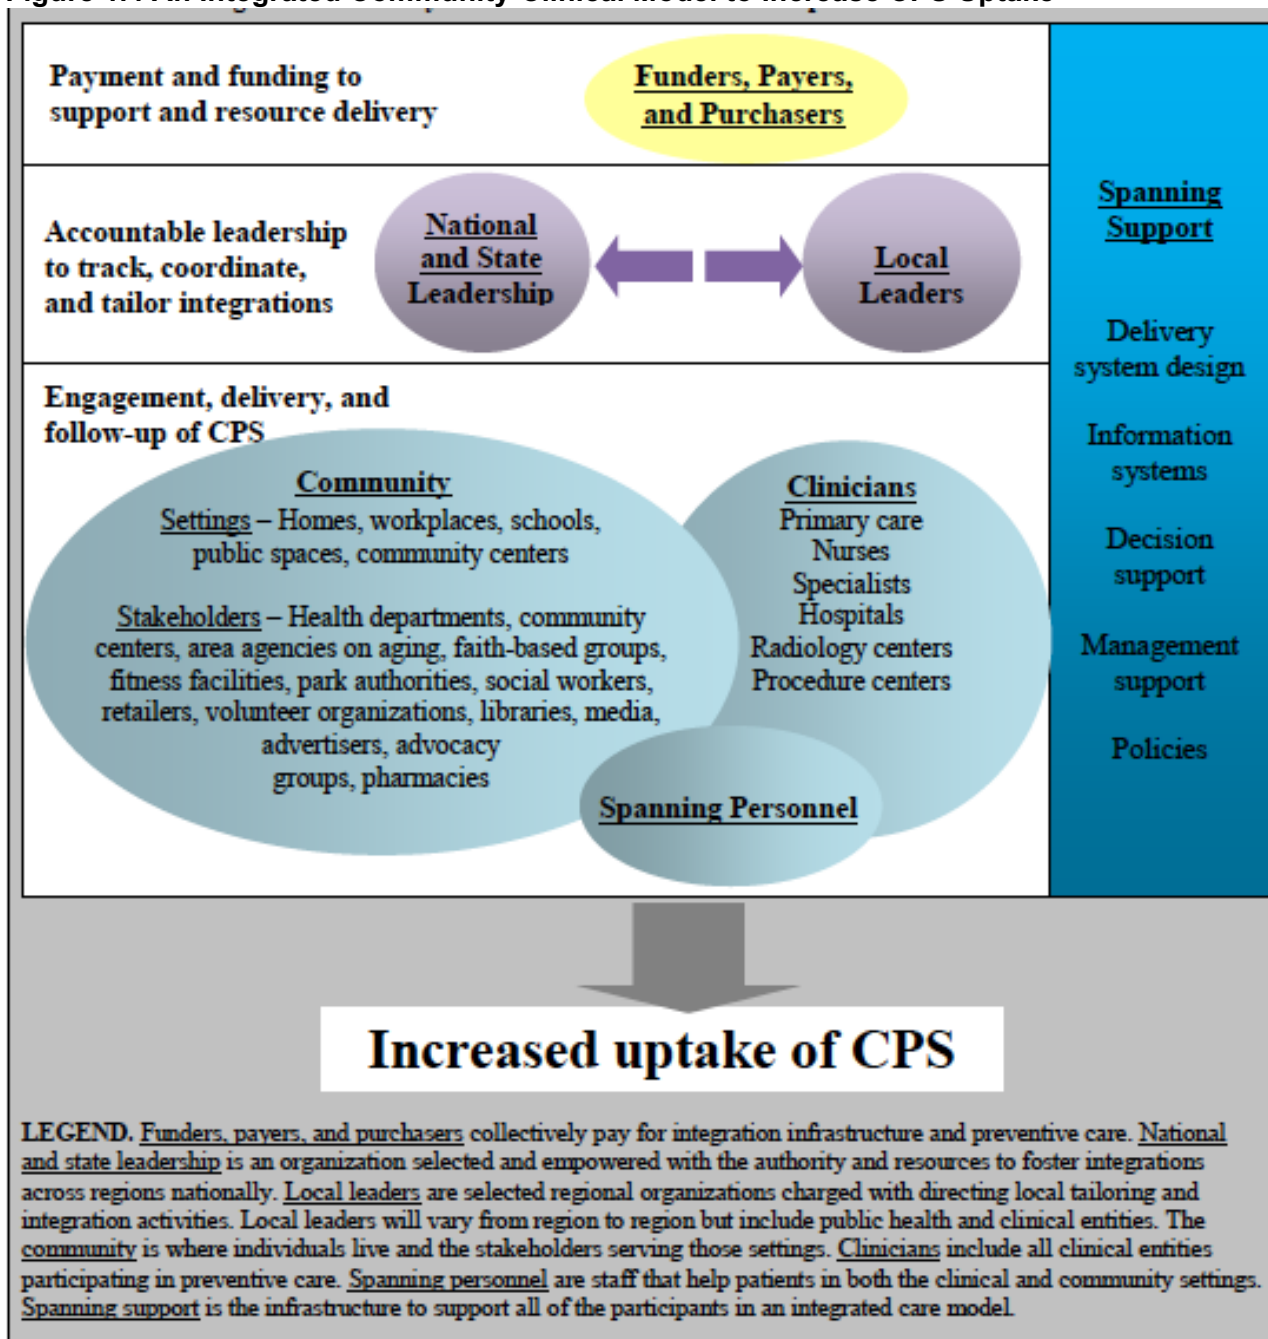 Figure 1. An Integrated Community-Clinical Model to Increase CPS Uptake
Payment and funding to
support and resource delivery
Funders, Payers,
and Purchasers
Accountable leadership
to track, coordinate,
and tailor integrations
National
and State
Leadership
Local
Leaders
Engagement, delivery, and
follow-up of CPS
Community
Settings – Homes, workplaces, schools,
public spaces, community centers
Stakeholders – Health departments, community
centers, area agencies on aging, faith-based groups,
fitness facilities, park authorities, social workers,
retailers, volunteer organizations, libraries, media,
advertisers, advocacy
groups, pharmacies
Clinicians
Primary care
Nurses
Specialists
Hospitals
Radiology centers
Procedure centers
Spanning Personnel
Spanning
Support
Delivery
system design
Information
systems
Decision
support
Management
support
Policies
Increased uptake of CPS
LEGEND. Funders, payers, and purchasers collectively pay for integration infrastructure and preventive care. National
and state leadership is an organization selected and empowered with the authority and resources to foster integrations
across regions nationally. Local leaders are selected regional organizations charged with directing local tailoring and
integration activities. Local leaders will vary from region to region but include public health and clinical entities. The
community is where individuals live and the stakeholders serving those settings. Clinicians include all clinical entities
participating in preventive care. Spanning personnel are staff that help patients in both the clinical and community settings.
Spanning support is the infrastructure to support all of the participants in an integrated care model.